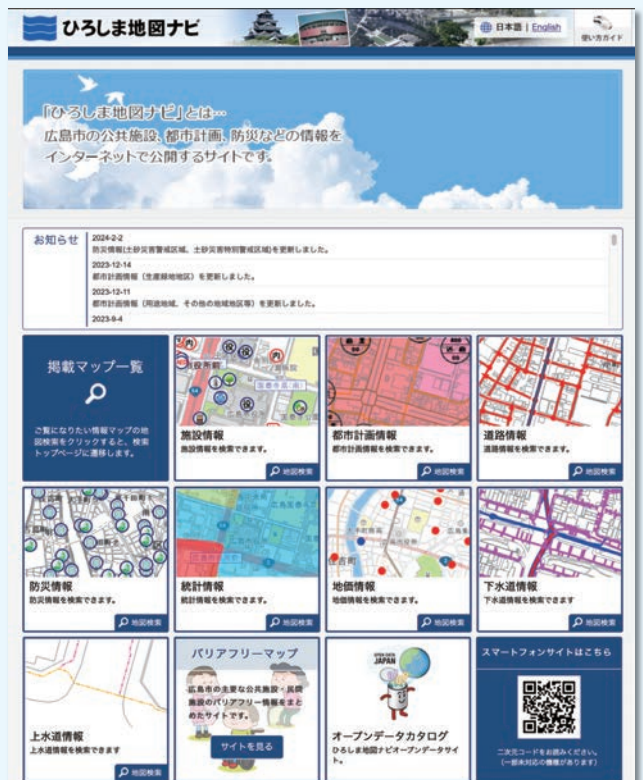 ひろしま地図ナビ
日本語 | English
使い方ガイド
「ひろしま地図ナビ」とは…
広島市の公共施設、都市計画、防災などの情報を
インターネットで公開するサイトです。
お知らせ
2024-2-2
防災情報(土砂災害警戒区域、土砂災害特別警戒区域)を更新しました。
2023-12-14
都市計画情報（生産緑地地区）を更新しました。
2023-12-11
都市計画情報（用途地域、その他の地域地区等）を更新しました。
2023-9-4
掲載マップ一覧
ご覧になりたい情報マップの地
図検索をクリックすると、検索
トップページに遷移します。
施設情報
施設情報を検索できます。
地図検索
都市計画情報
都市計画情報を検索できます。
地図検索
道路情報
道路情報を検索できます。
地図検索
防災情報
防災情報を検索できます。
地図検索
統計情報
統計情報を検索できます。
地図検索
地価情報
地価情報を検索できます。
地図検索
下水道情報
下水道情報を検索できます
地図検索
上水道情報
上水道情報を検索できます
地図検索
バリアフリーマップ
広島市の主要な公共施設・民間
施設のバリアフリー情報をまと
めたサイトです。
サイトを見る
OPEN DATA
JAPAN
オープンデータカタログ
ひろしま地図ナビオープンデータサイ
ト。
スマートフォンサイトはこちら
二次元コードをお読みください。
（一部未対応の機種があります）